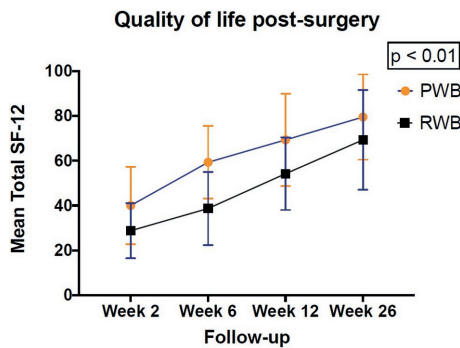 Quality of life post-surgery
p < 0.01
PWB
RWB
Mean Total SF-12
100
80
60
40
20
0
Week 2 Week 6 Week 12 Week 26
Follow-up